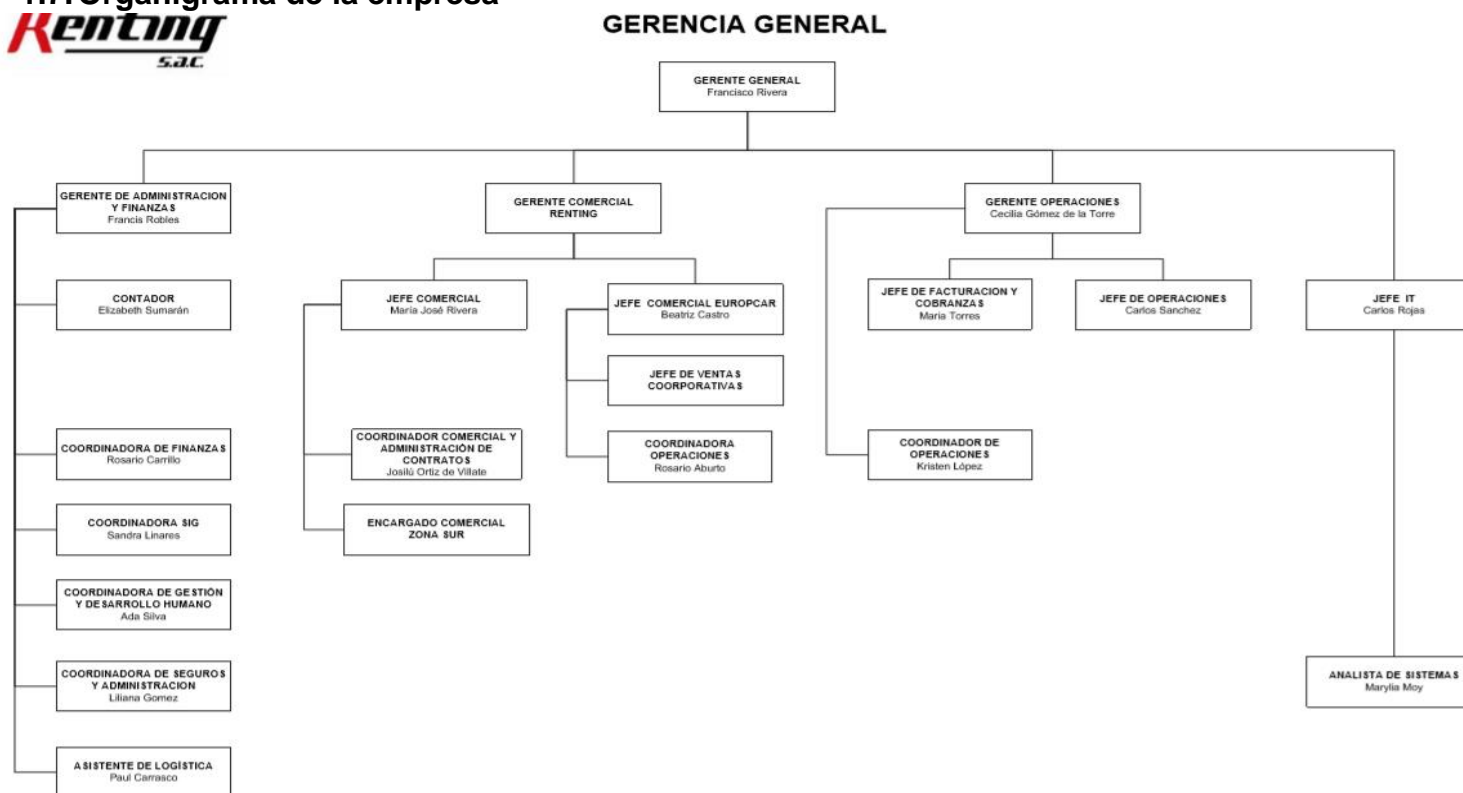 Organigrama de la empresa
Renting
s.a.c.
GERENCIA GENERAL
GERENTE GENERAL
Francisco Rivera
GERENTE DE ADMINISTRACION
Y FINANZAS
Francis Robles
GERENTE COMERCIAL
RENTING
GERENTE OPERACIONES
Cecilia Gómez de la Torre
CONTADOR
Elizabeth Sumarán
JEFE COMERCIAL
María José Rivera
JEFE COMERCIAL EUROPCAR
Beatriz Castro
JEFE DE FACTURACION Y
COBRANZAS
Maria Torres
JEFE DE OPERACIONES
Carlos Sanchez
JEFE IT
Carlos Rojas
JEFE DE VENTAS
COORPORATIVAS
COORDINADORA DE FINANZAS
Rosario Carrillo
COORDINADOR COMERCIAL Y
ADMINISTRACIÓN DE
CONTRATOS
Josilú Ortiz de Villate
COORDINADORA
OPERACIONES
Rosario Aburto
COORDINADOR DE
OPERACIONES
Kristen López
COORDINADORA SIG
Sandra Linares
ENCARGADO COMERCIAL
ZONA SUR
COORDINADORA DE GESTIÓN
Y DESARROLLO HUMANO
Ada Silva
COORDINADORA DE SEGUROS
Y ADMINISTRACION
Liliana Gomez
ANALISTA DE SISTEMAS
Marylia Moy
ASISTENTE DE LOGÍSTICA
Paul Carrasco